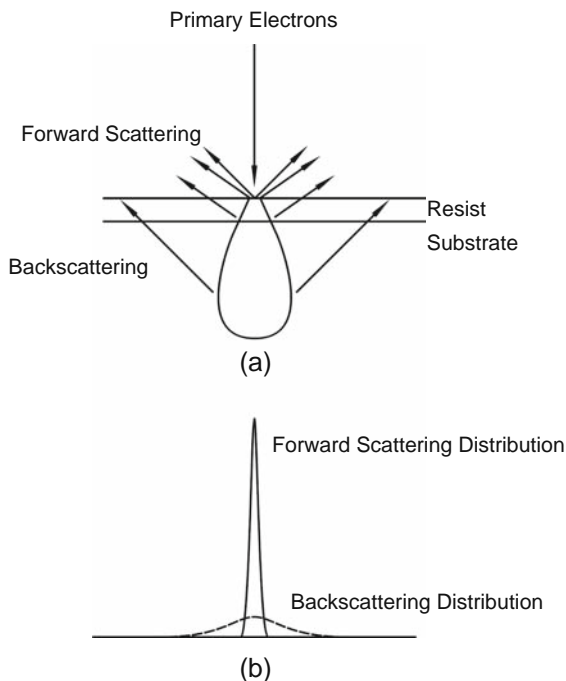 Primary Electrons
Forward Scattering
Resist
Substrate
Backscattering
(a)
Forward Scattering Distribution
Backscattering Distribution
(b)